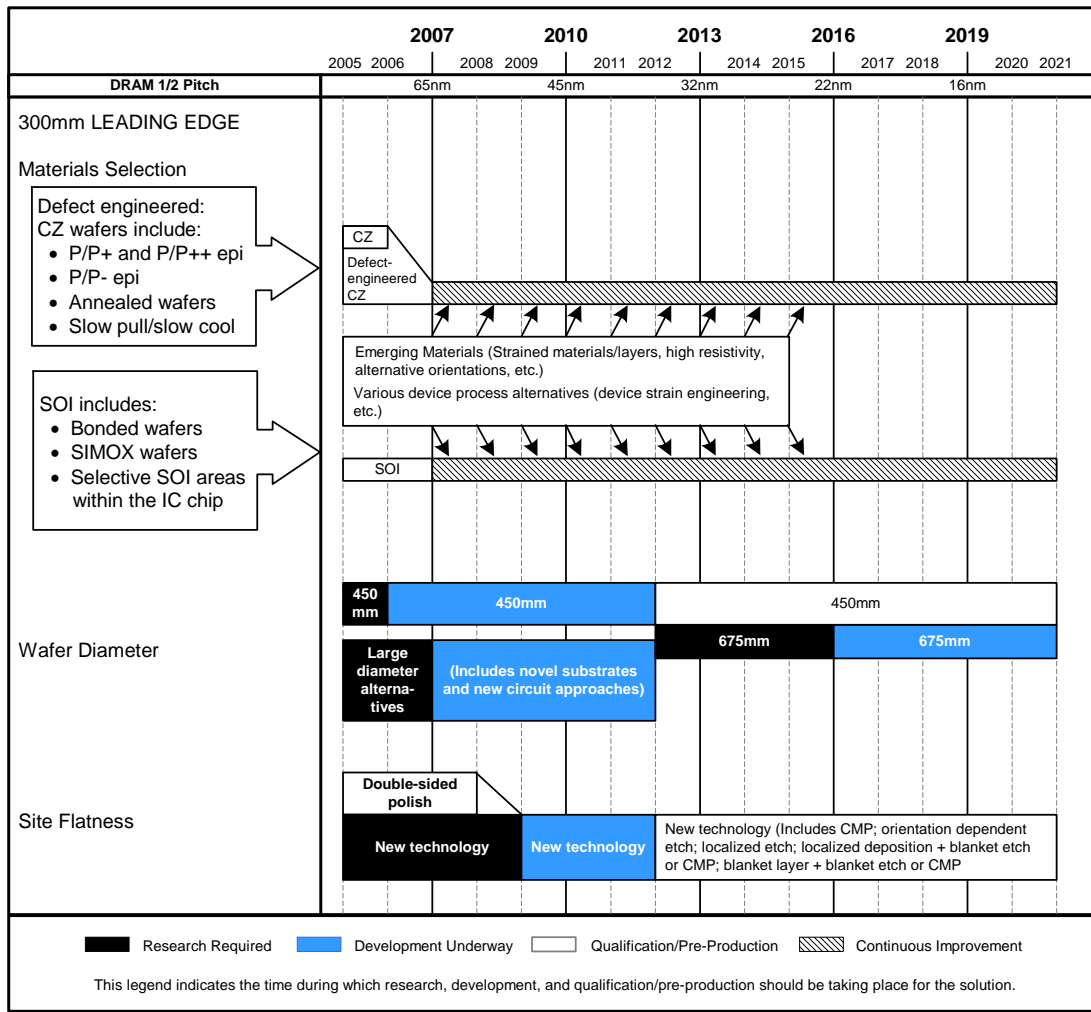 2007 2010 2013 2016 2019
2005 2006 2008 2009 2011 2012 2014 2015 2017 2018 2020 2021
DRAM 1/2 Pitch 65nm 45nm 32nm 22nm 16nm
300mm LEADING EDGE
Materials Selection
Defect engineered:
CZ wafers include:
• P/P+ and P/P++ epi
• P/P- epi
• Annealed wafers
• Slow pull/slow cool
CZ
Defect-
engineered
CZ
Emerging Materials (Strained materials/layers, high resistivity,
alternative orientations, etc.)
Various device process alternatives (device strain engineering,
etc.)
SOI includes:
• Bonded wafers
• SIMOX wafers
• Selective SOI areas
within the IC chip
SOI
Wafer Diameter
450
mm
450mm
450mm
675mm
675mm
Large
diameter
alterna-
tives
(Includes novel substrates
and new circuit approaches)
Site Flatness
Double-sided
polish
New technology
New technology
New technology (Includes CMP; orientation dependent
etch; localized etch; localized deposition + blanket etch
or CMP; blanket layer + blanket etch or CMP
Research Required Development Underway Qualification/Pre-Production Continuous Improvement
This legend indicates the time during which research, development, and qualification/pre-production should be taking place for the solution.